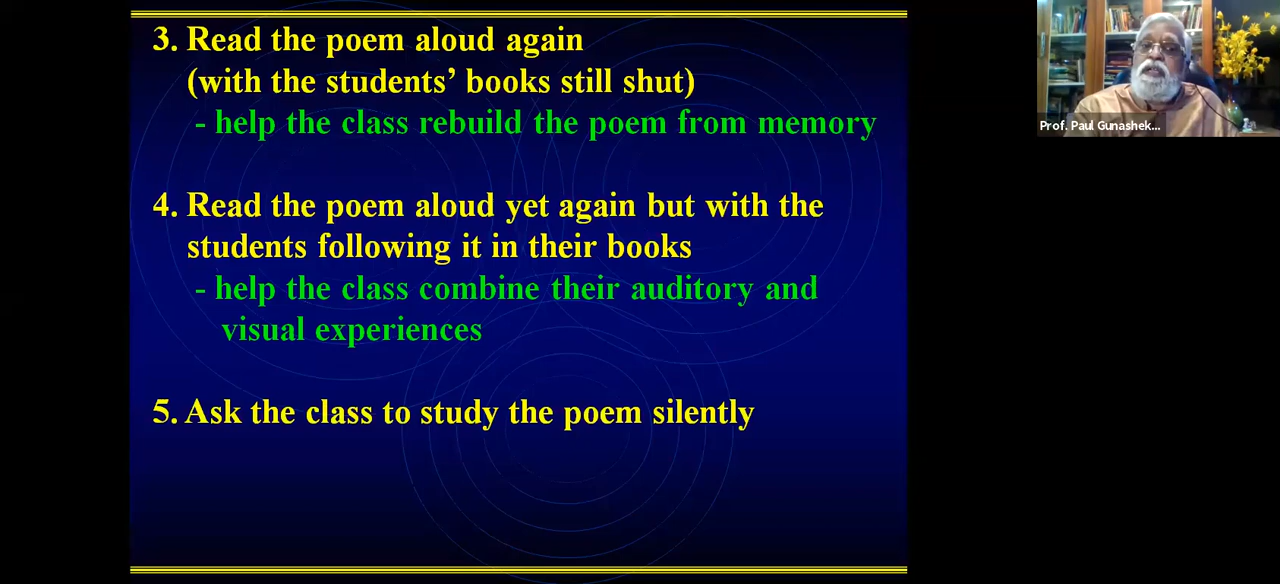 3. Read the poem aloud again
(with the students' books still shut)
- help the class rebuild the poem from memory
4. Read the poem aloud yet again but with the
students following it in their books
- help the class combine their auditory and
visual experiences
5. Ask the class to study the poem silently
Prof. Paul Gunashek...